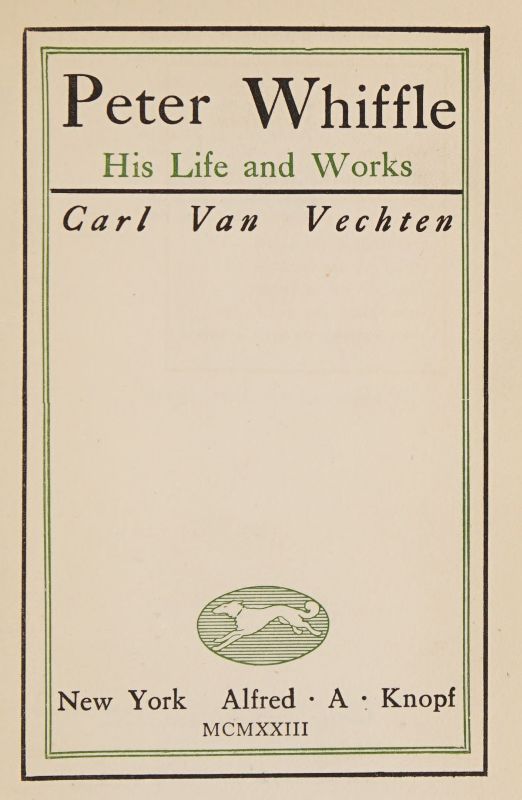 Peter Whiffle
His Life and Works
Carl Van Vechten
New York Alfred · A · Knopf
MCMXXIII